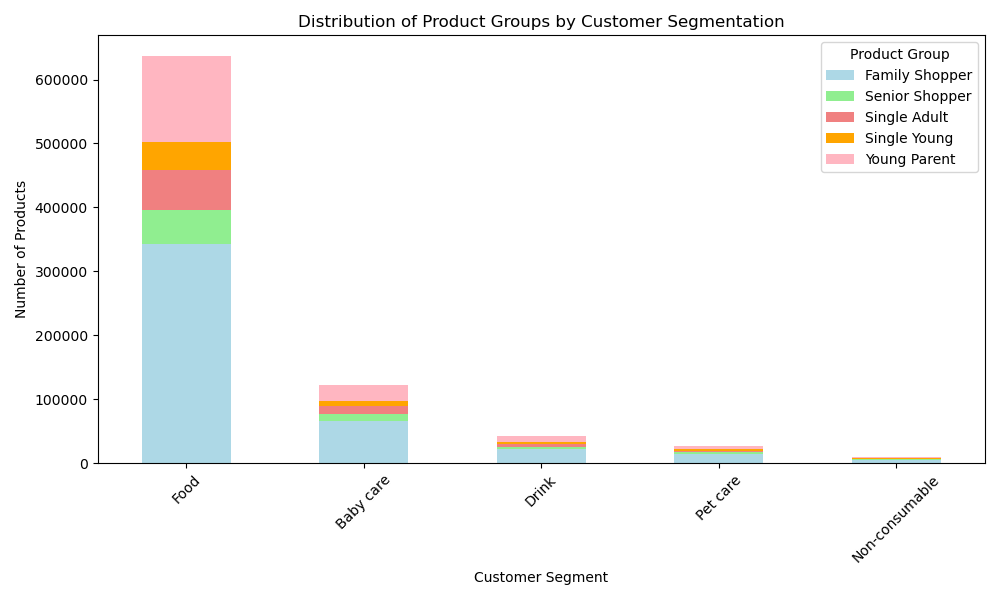 Distribution of Product Groups by Customer Segmentation
Product Group
Family Shopper
Senior Shopper
Single Adult
Single Young
Young Parent
Number of Products
600000
500000
400000
300000
200000
100000
0
Food
Baby care
Drink
Pet care
Non-consumable
Customer Segment